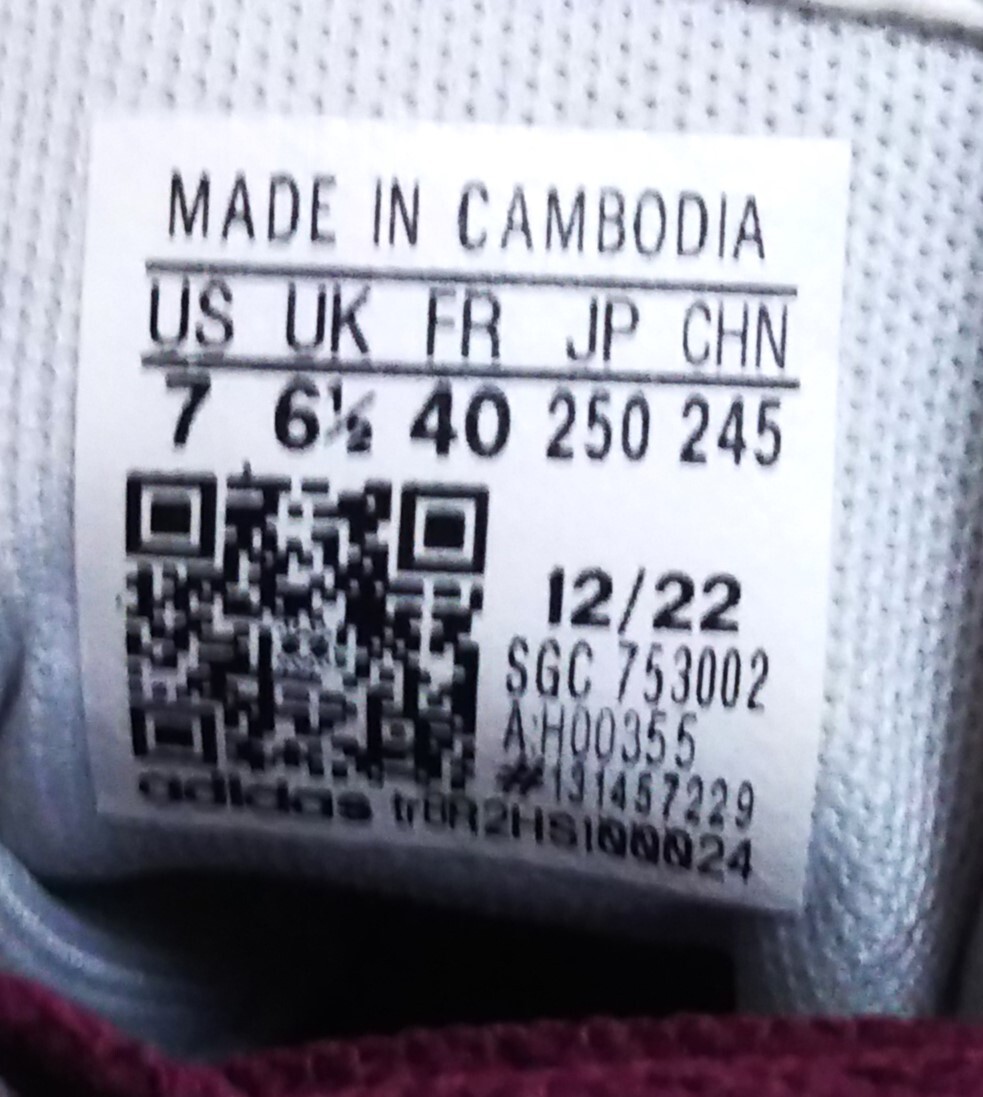 MADE IN CAMBODIA
US UK FR JP CHN
7 6½ 40 250 245
12/22
SGC 753002
A:H00355
#131457229
adidas tr8R2HS100024